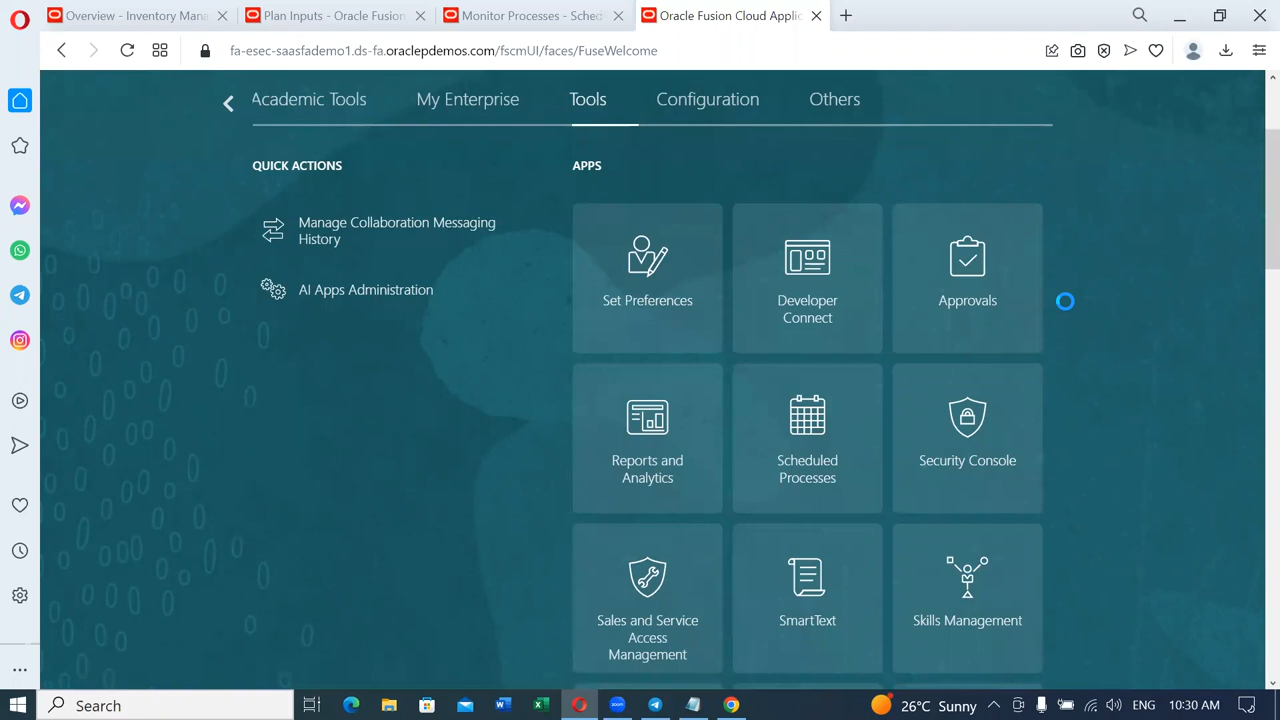 Overview - Inventory Mana
Plan Inputs - Oracle Fusion
Monitor Processes - Sched
Oracle Fusion Cloud Applic
fa-esec-saasfademo1.ds-fa.oraclepdemos.com/fscmUI/faces/FuseWelcome
Academic Tools
My Enterprise
Tools
Configuration
Others
QUICK ACTIONS
APPS
Manage Collaboration Messaging
History
AI Apps Administration
Set Preferences
Developer
Connect
Approvals
Reports and
Analytics
Scheduled
Processes
Security Console
Sales and Service
Access
Management
SmartText
Skills Management
Search
26°C Sunny
ENG
10:30 AM